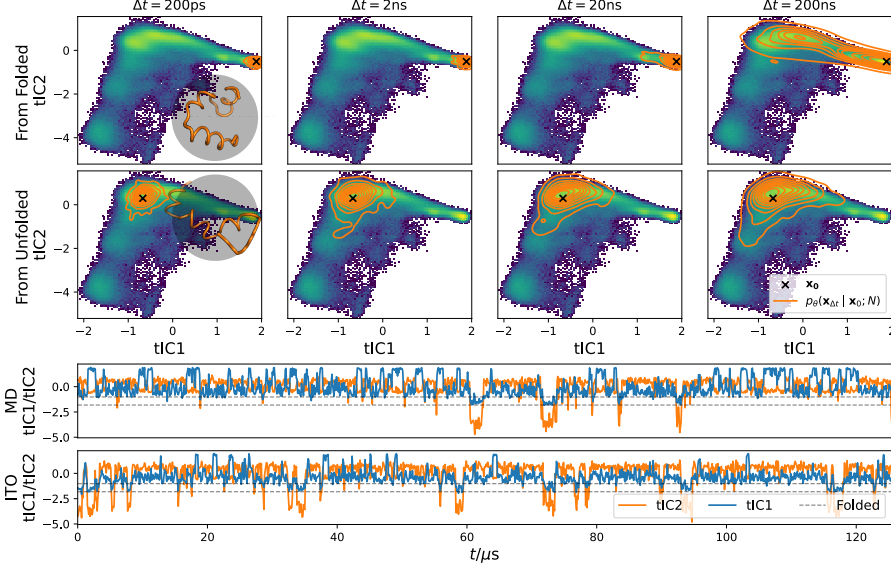 Δt = 200ps Δt = 2ns Δt = 20ns Δt = 200ns
From Folded
tIC2
0
−2
−4
From Unfolded
tIC2
0
−2
−4
x₀
pθ(xΔt | x₀; N)
−2 −1 0 1 2 −2 −1 0 1 2 −2 −1 0 1 2 −2 −1 0 1 2
tIC1 tIC1 tIC1 tIC1
MD
tIC1/tIC2
0.0
−2.5
−5.0
ITO
tIC1/tIC2
0.0
−2.5
−5.0
tIC2 tIC1 Folded
0 20 40 60 80 100 120
t/μs